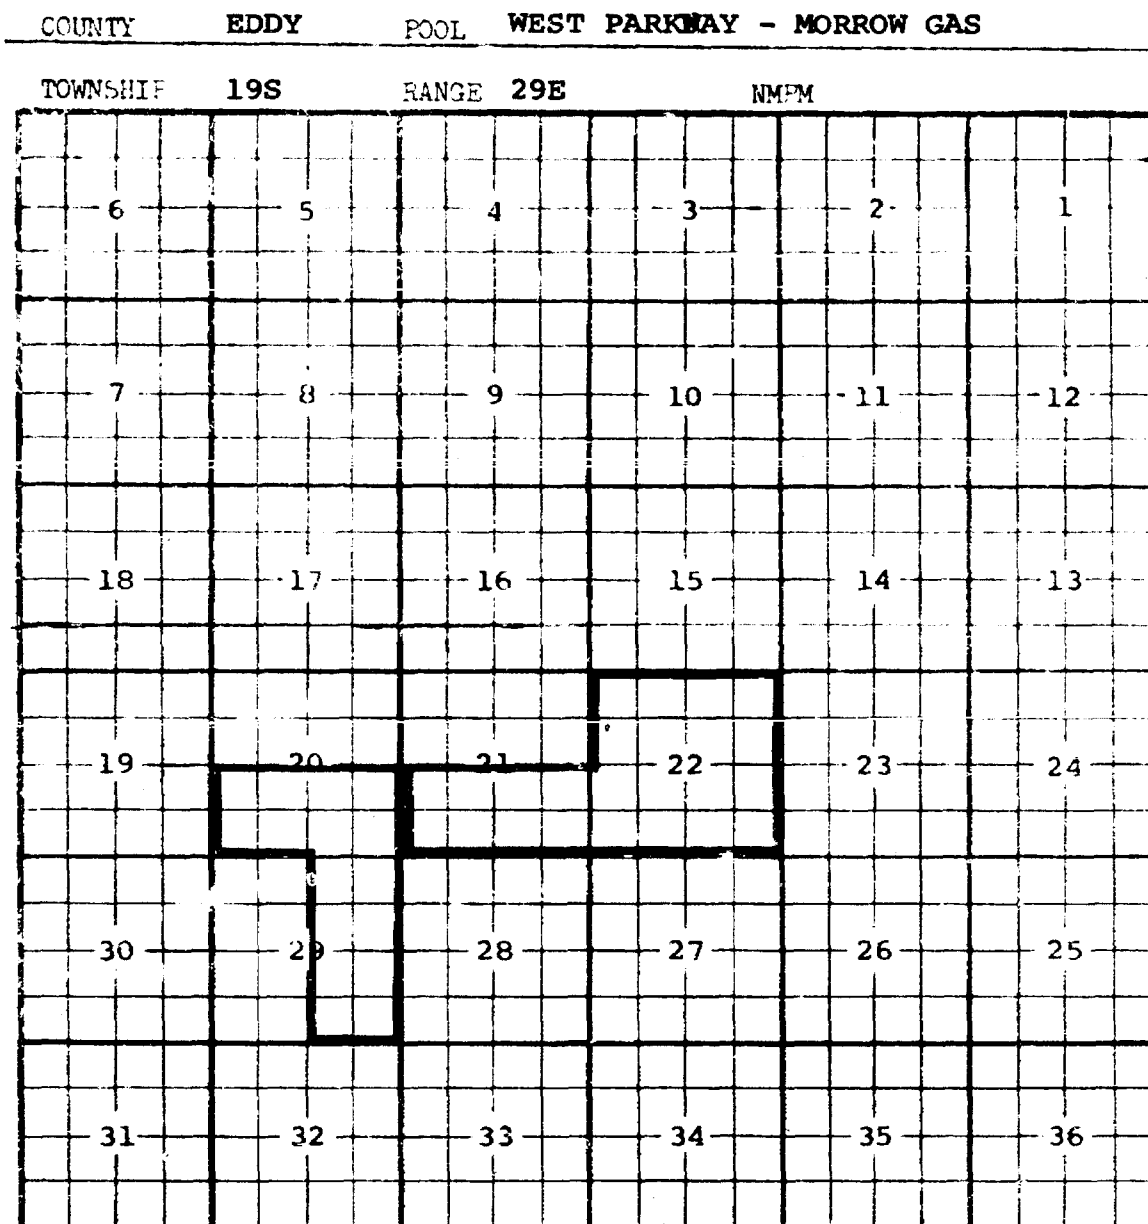 COUNTY EDDY POOL WEST PARKWAY - MORROW GAS
TOWNSHIP 19S RANGE 29E NMPM
6 5 4 3 2 1
7 8 9 10 11 12
18 17 16 15 14 13
19 20 21 22 23 24
30 29 28 27 26 25
31 32 33 34 35 36